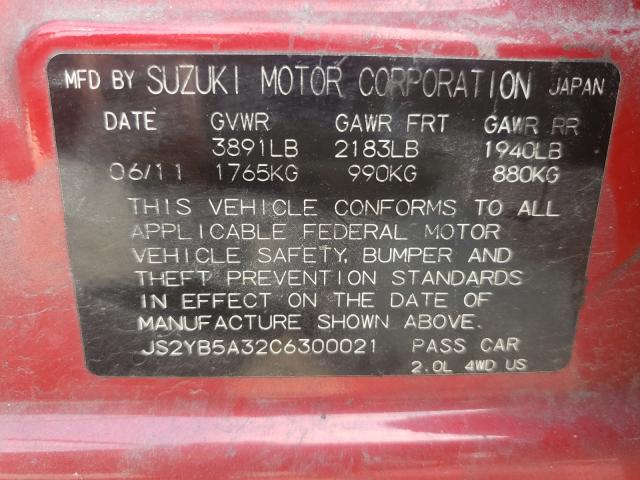 MFD BY SUZUKI MOTOR CORPORATION JAPAN
DATE GVWR GAWR FRT GAWR RR
3891LB 2183LB 1940LB
06/11 1765KG 990KG 880KG
THIS VEHICLE CONFORMS TO ALL
APPLICABLE FEDERAL MOTOR
VEHICLE SAFETY, BUMPER AND
THEFT PREVENTION STANDARDS
IN EFFECT ON THE DATE OF
MANUFACTURE SHOWN ABOVE.
JS2YB5A32C6300021 PASS CAR
2.0L 4WD US